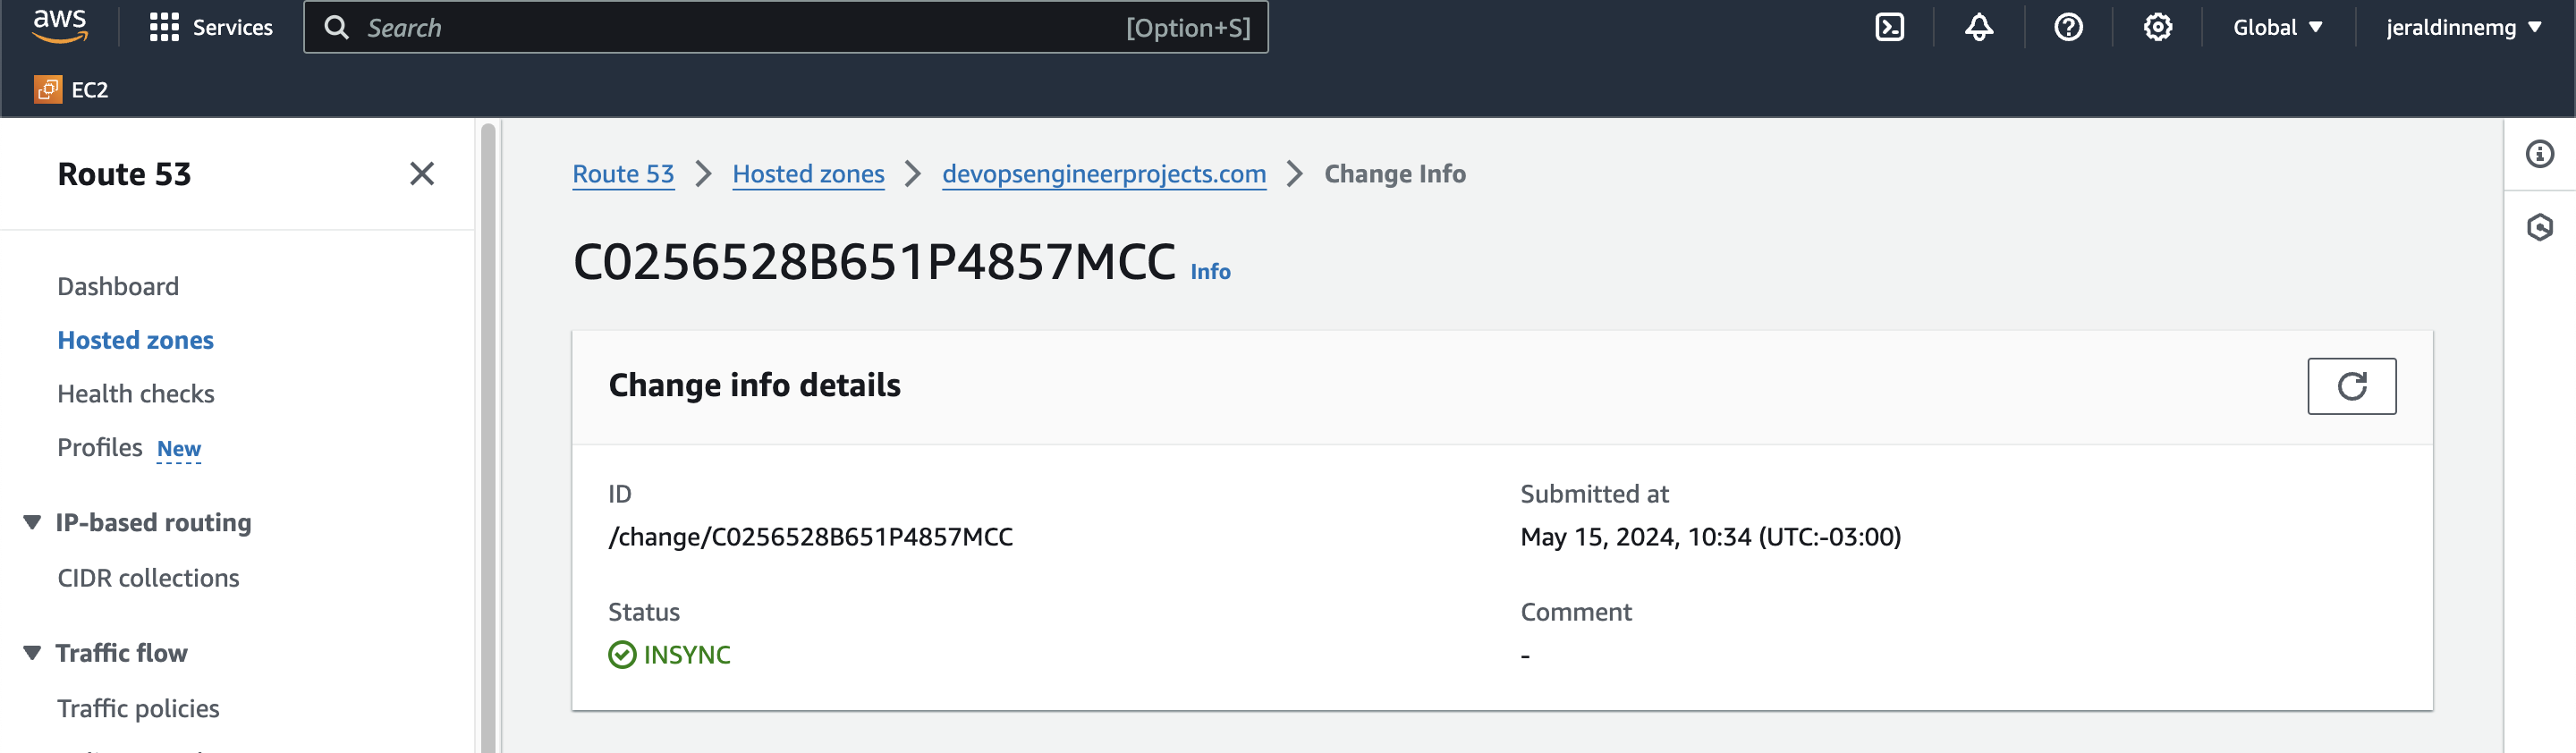 aws
Services
Search
[Option+S]
Global
jeraldinnemg
EC2
Route 53
Dashboard
Hosted zones
Health checks
Profiles New
IP-based routing
CIDR collections
Traffic flow
Traffic policies
Route 53 Hosted zones devopsengineerprojects.com Change Info
C0256528B651P4857MCC Info
Change info details
ID
/change/C0256528B651P4857MCC
Submitted at
May 15, 2024, 10:34 (UTC:-03:00)
Status
INSYNC
Comment
-